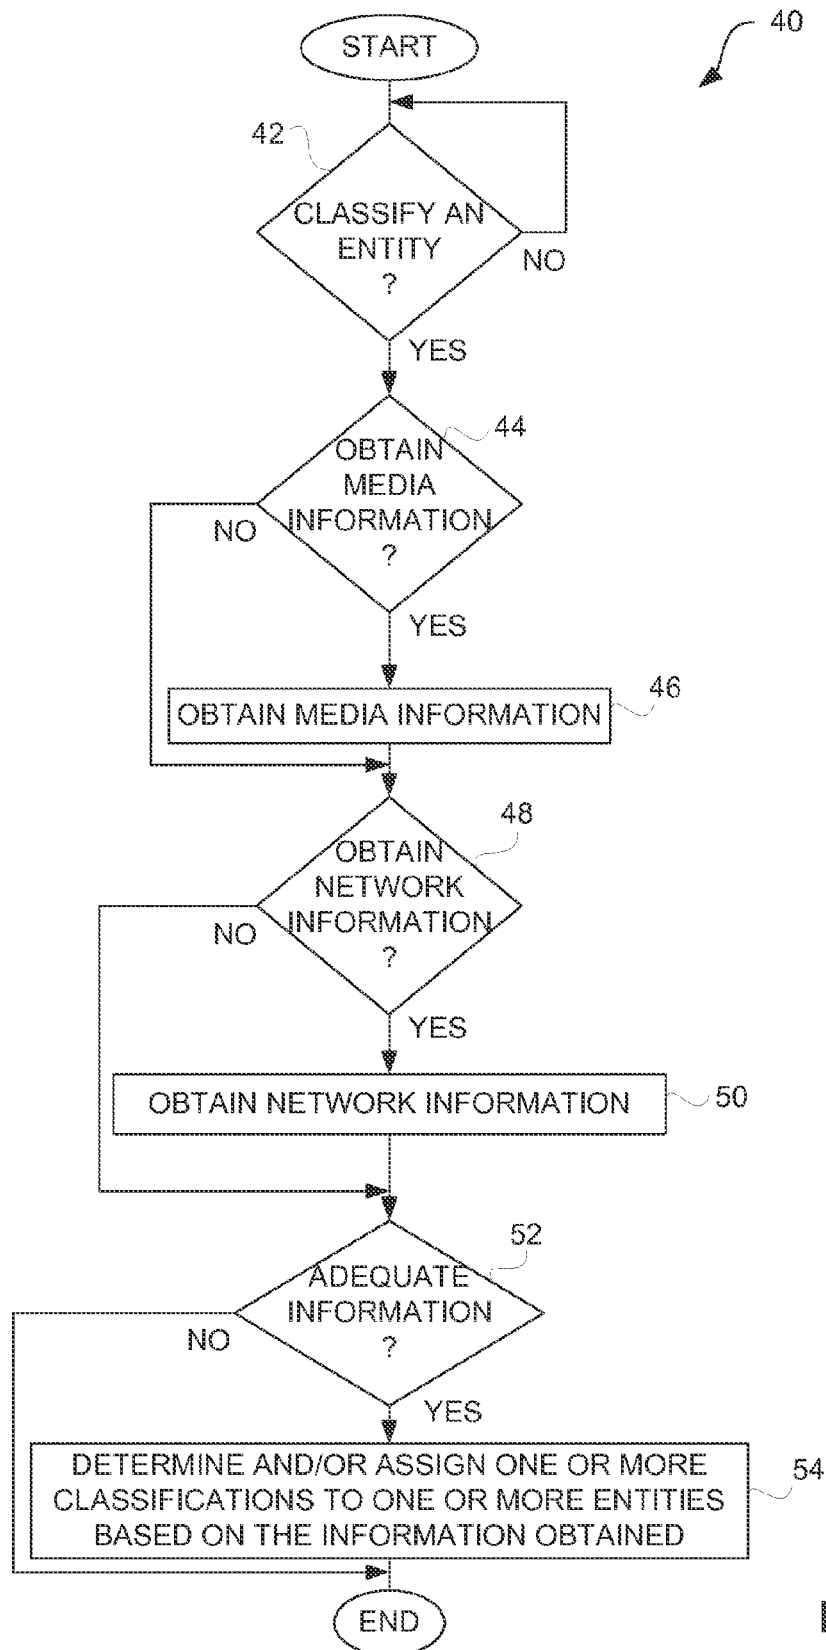 40
START
42
CLASSIFY AN
ENTITY
?
NO
YES
44
OBTAIN
MEDIA
INFORMATION
?
NO
YES
46
OBTAIN MEDIA INFORMATION
48
OBTAIN
NETWORK
INFORMATION
?
NO
YES
OBTAIN NETWORK INFORMATION
50
52
ADEQUATE
INFORMATION
?
NO
YES
DETERMINE AND/OR ASSIGN ONE OR MORE
CLASSIFICATIONS TO ONE OR MORE ENTITIES
BASED ON THE INFORMATION OBTAINED
54
END